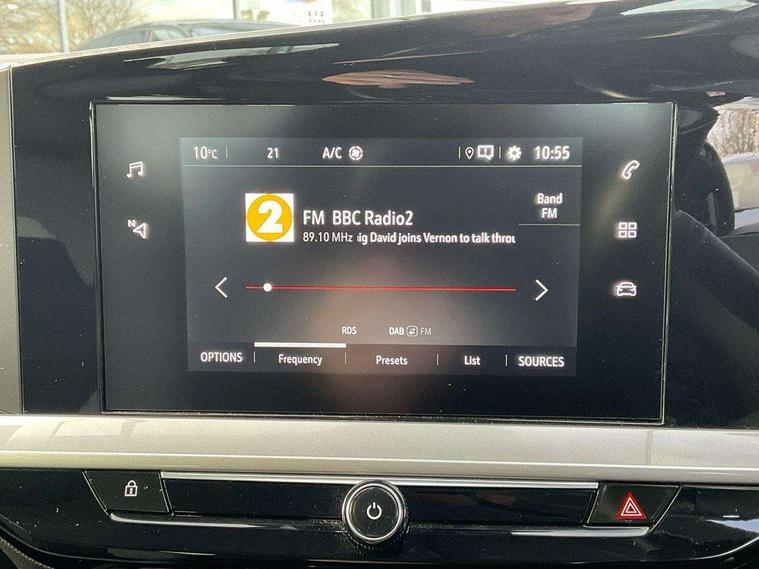 10°C 21 A/C 10:55
N
2
FM BBC Radio2
Band
FM
89.10 MHz ig David joins Vernon to talk throu
RDS DAB FM
OPTIONS Frequency Presets List SOURCES